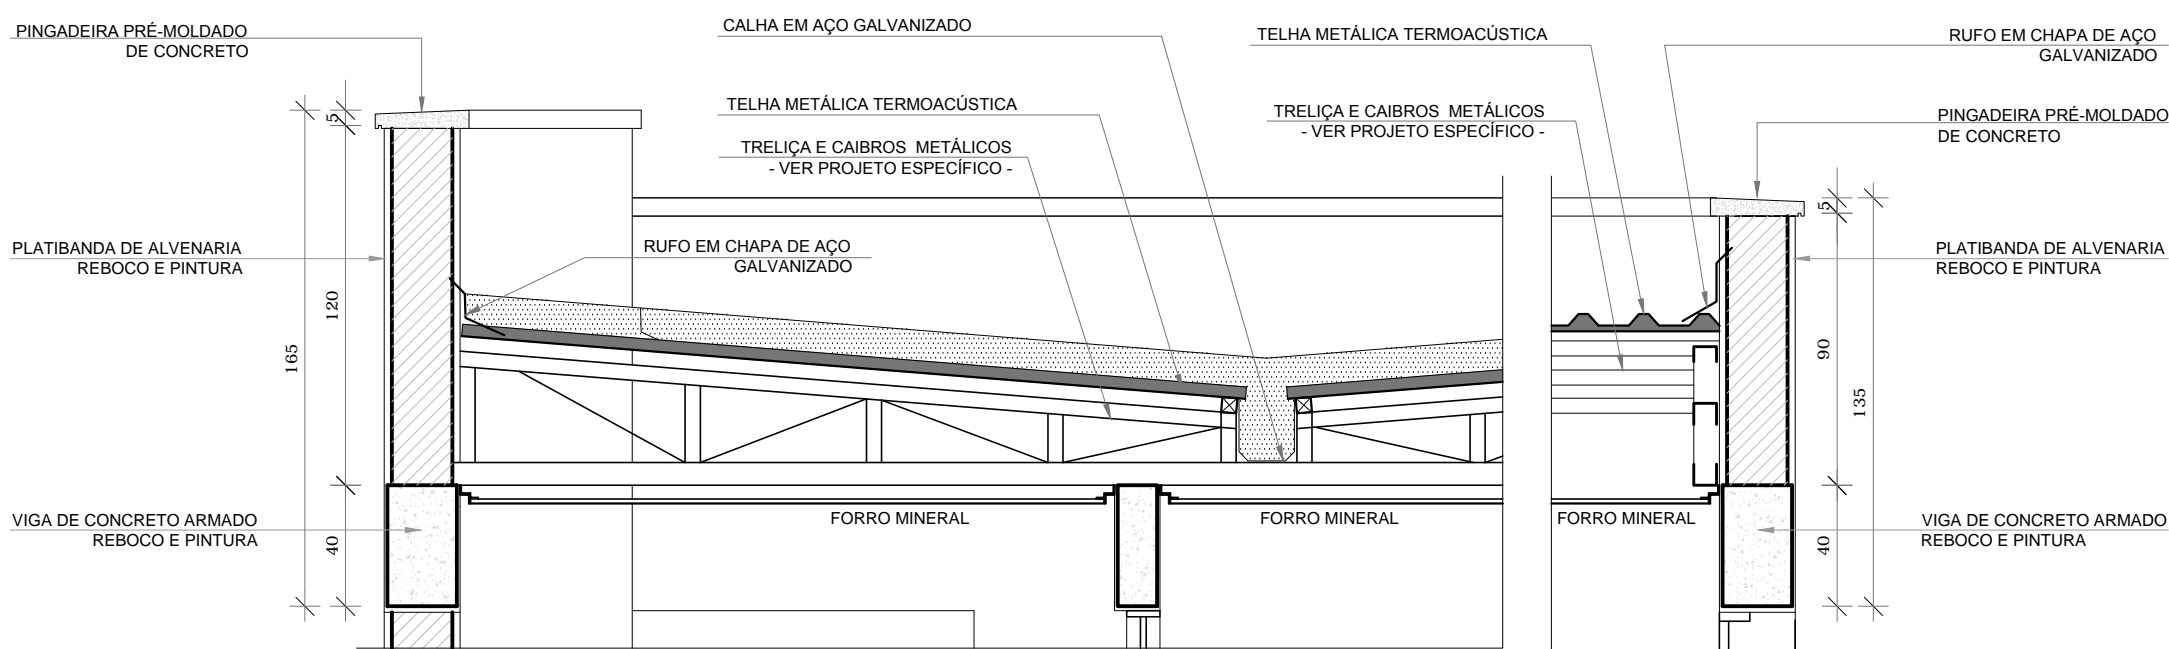 PINGADEIRA PRÉ-MOLDADO
DE CONCRETO
CALHA EM AÇO GALVANIZADO
TELHA METÁLICA TERMOACÚSTICA
RUFO EM CHAPA DE AÇO
GALVANIZADO
TELHA METÁLICA TERMOACÚSTICA
TRELIÇA E CAIBROS METÁLICOS
- VER PROJETO ESPECÍFICO -
TRELIÇA E CAIBROS METÁLICOS
- VER PROJETO ESPECÍFICO -
PINGADEIRA PRÉ-MOLDADO
DE CONCRETO
5
5
PLATIBANDA DE ALVENARIA
REBOCO E PINTURA
RUFO EM CHAPA DE AÇO
GALVANIZADO
PLATIBANDA DE ALVENARIA
REBOCO E PINTURA
120
165
90
135
VIGA DE CONCRETO ARMADO
REBOCO E PINTURA
40
FORRO MINERAL
FORRO MINERAL
FORRO MINERAL
40
VIGA DE CONCRETO ARMADO
REBOCO E PINTURA